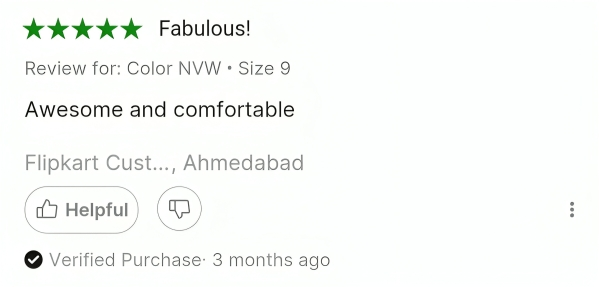 Fabulous!
Review for: Color NVW • Size 9
Awesome and comfortable
Flipkart Cust..., Ahmedabad
Helpful
Verified Purchase· 3 months ago